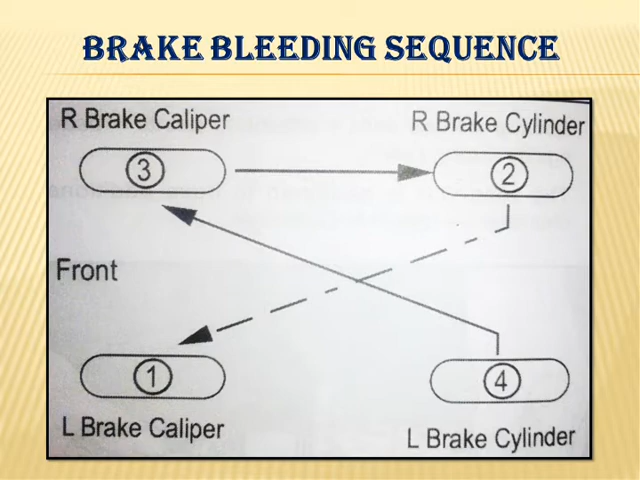 BRAKE BLEEDING SEQUENCE
R Brake Caliper
R Brake Cylinder
3
2
Front
1
4
L Brake Caliper
L Brake Cylinder